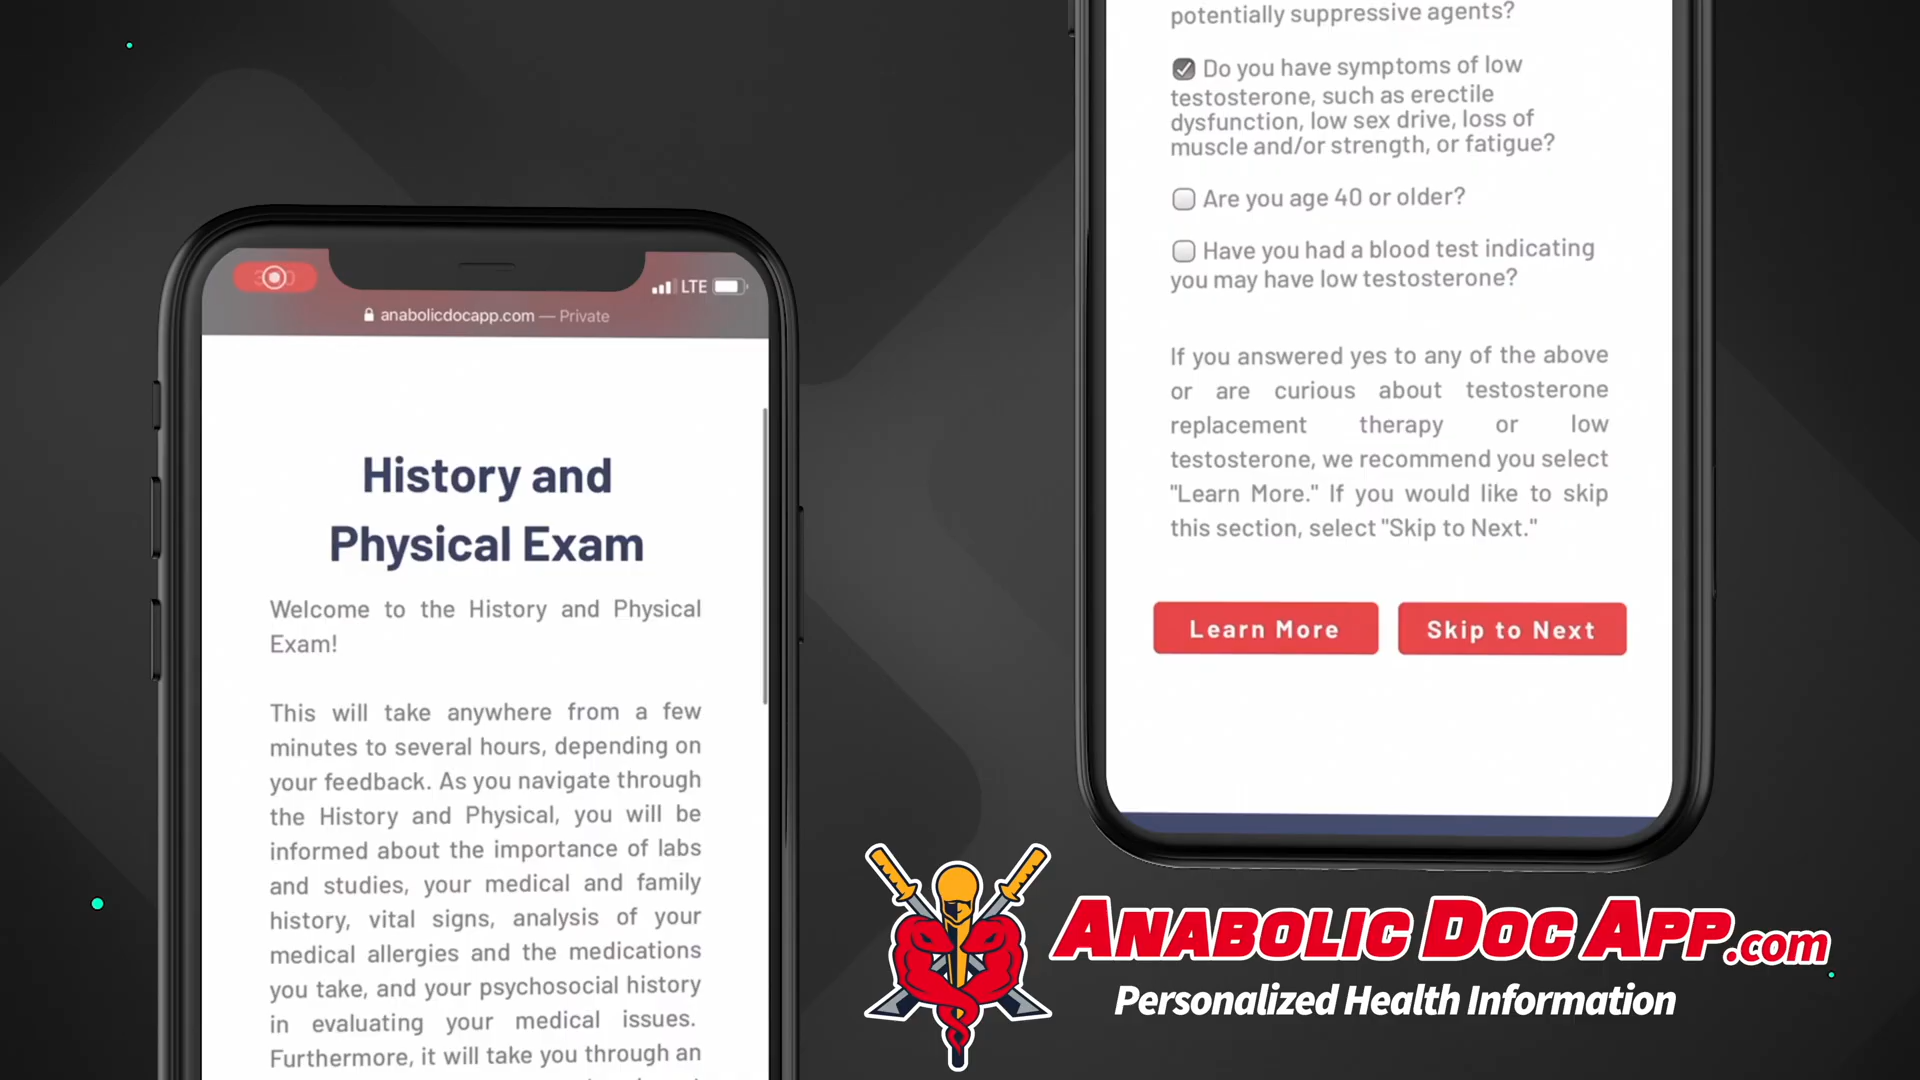 LTE
anabolicdocapp.com — Private
History and
Physical Exam
Welcome to the History and Physical
Exam!
This will take anywhere from a few
minutes to several hours, depending on
your feedback. As you navigate through
the History and Physical, you will be
informed about the importance of labs
and studies, your medical and family
history, vital signs, analysis of your
medical allergies and the medications
you take, and your psychosocial history
in evaluating your medical issues.
Furthermore, it will take you through an
potentially suppressive agents?
Do you have symptoms of low
testosterone, such as erectile
dysfunction, low sex drive, loss of
muscle and/or strength, or fatigue?
Are you age 40 or older?
Have you had a blood test indicating
you may have low testosterone?
If you answered yes to any of the above
or are curious about testosterone
replacement therapy or low
testosterone, we recommend you select
"Learn More." If you would like to skip
this section, select "Skip to Next."
Learn More
Skip to Next
ANABOLIC DOC APP.com
Personalized Health Information